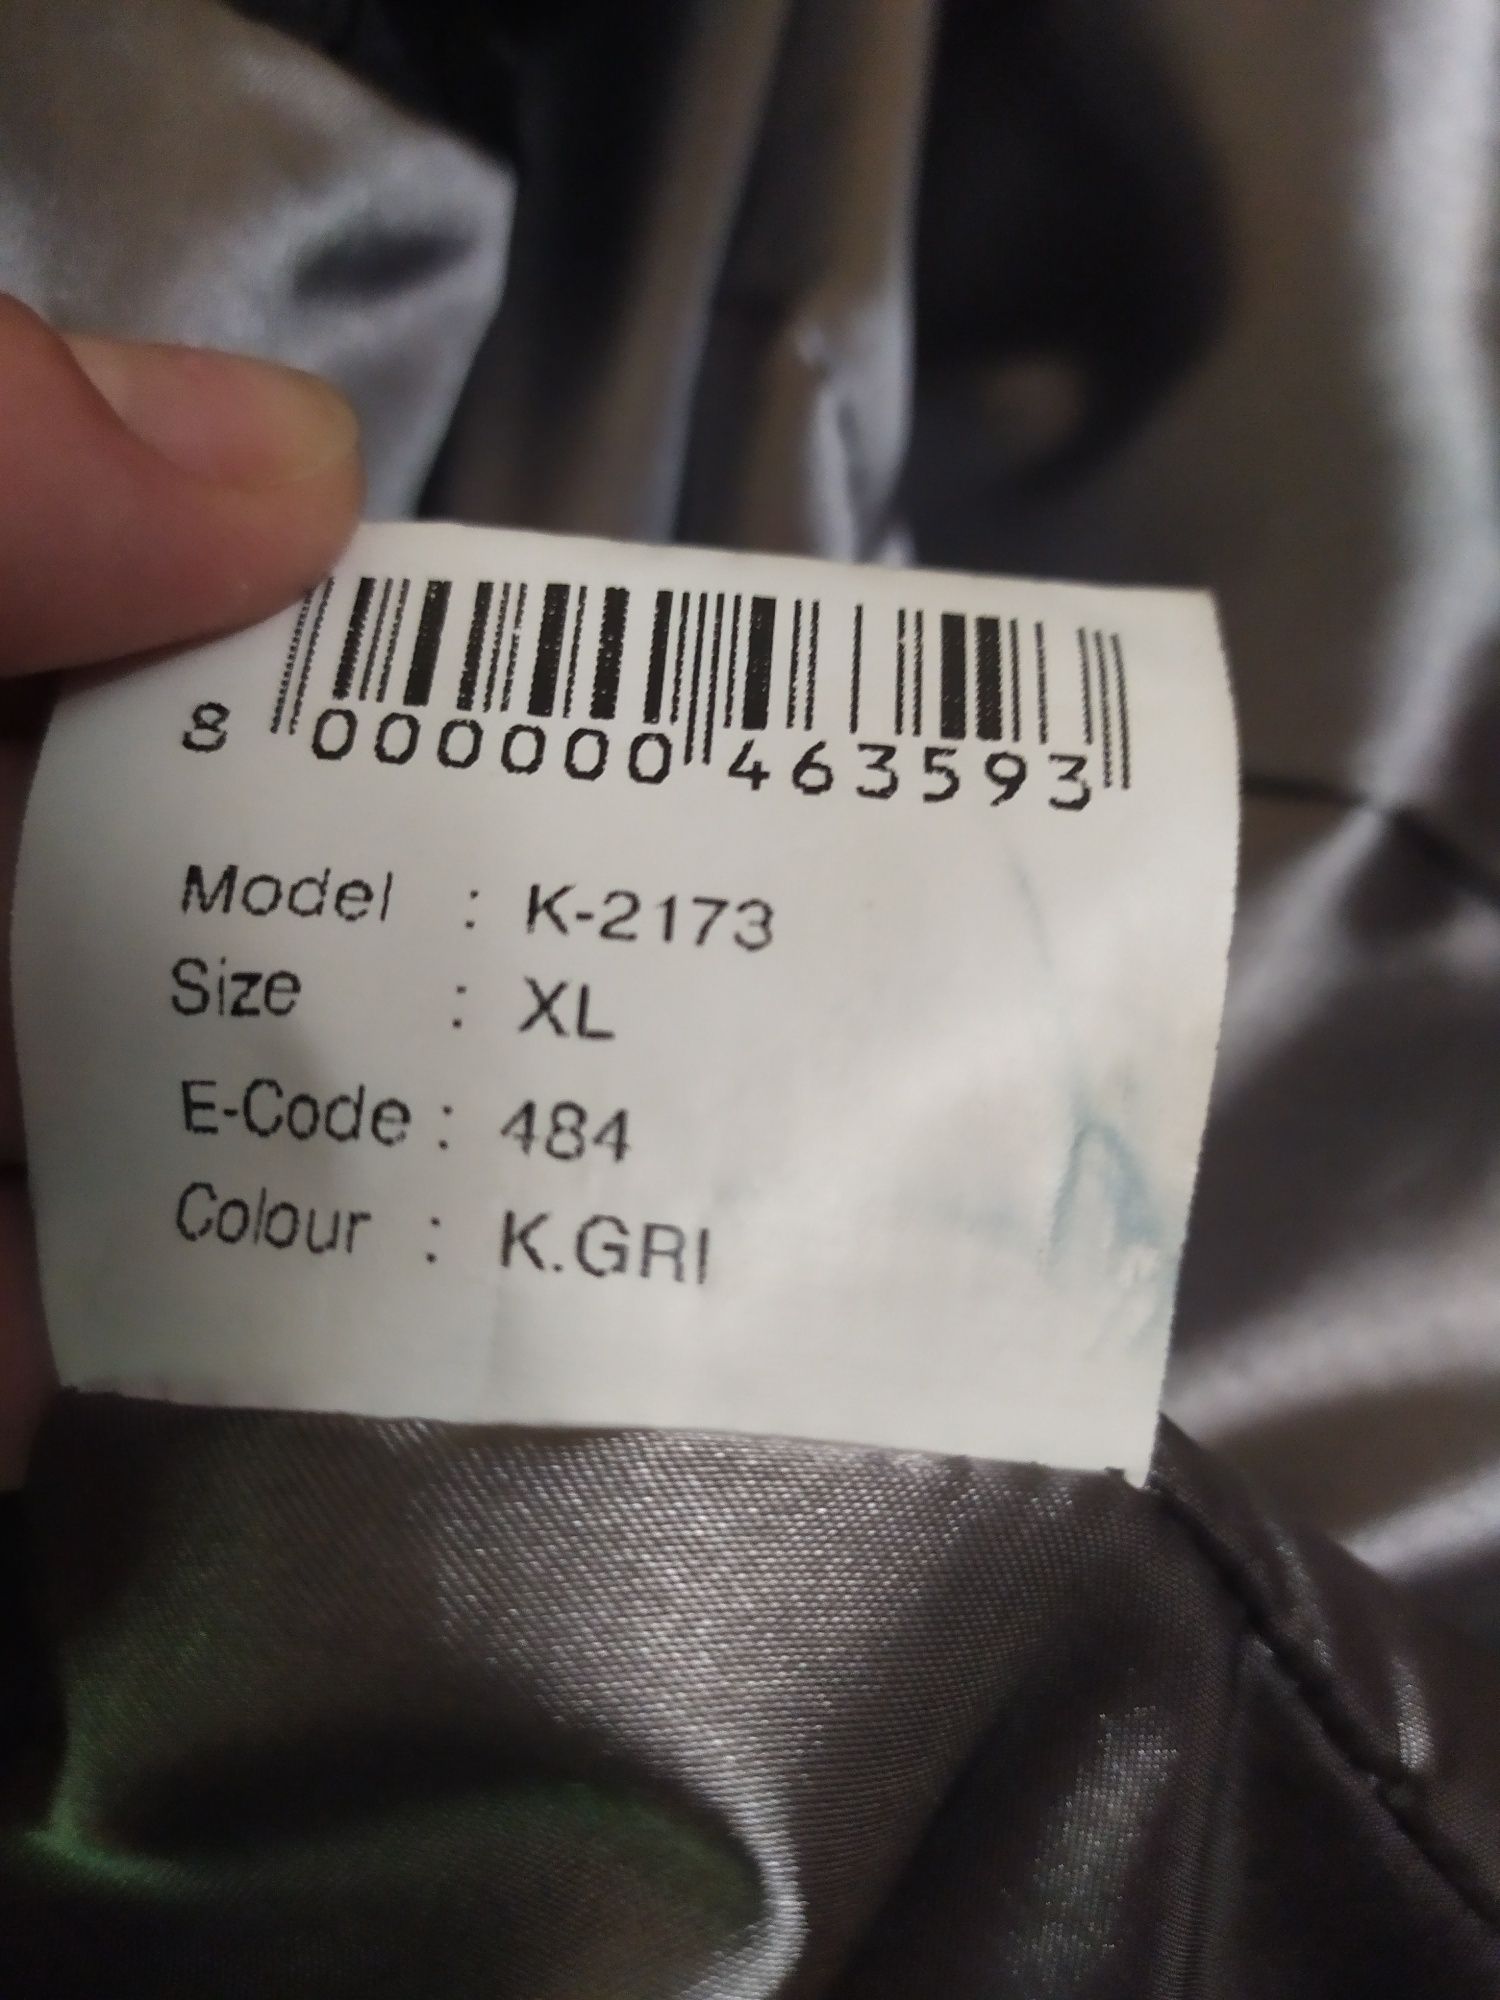 8 000000 463593
Model : K-2173
Size : XL
E-Code : 484
Colour : K.GRI